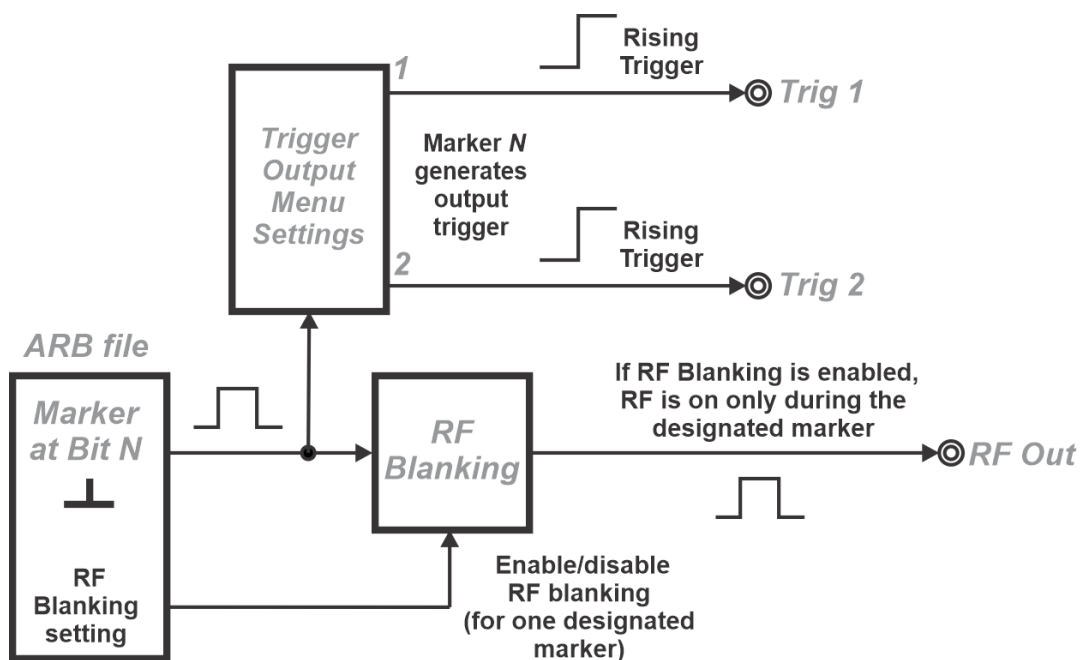 Rising
Trigger
1
Trig 1
Trigger
Output
Menu
Settings
Marker N
generates
output
trigger
Rising
Trigger
2
Trig 2
ARB file
Marker
at Bit N
RF
Blanking
setting
RF
Blanking
If RF Blanking is enabled,
RF is on only during the
designated marker
RF Out
Enable/disable
RF blanking
(for one designated
marker)